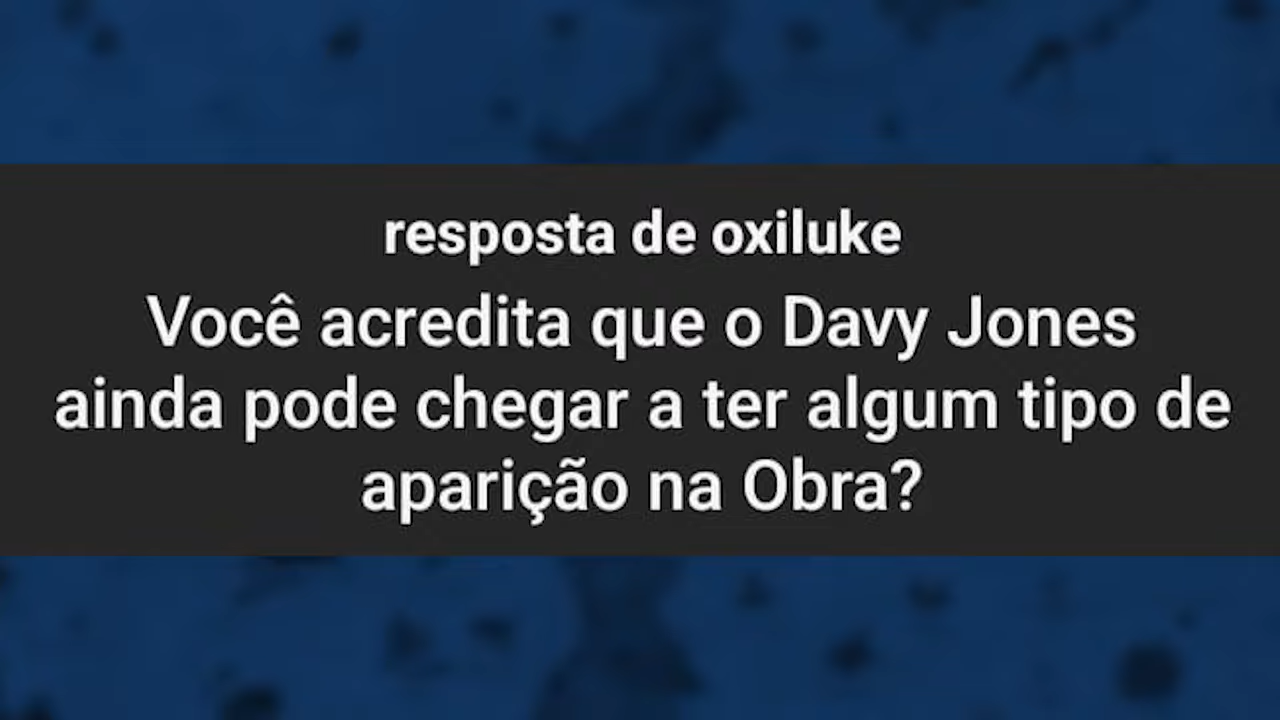 resposta de oxiluke
Você acredita que o Davy Jones
ainda pode chegar a ter algum tipo de
aparição na Obra?